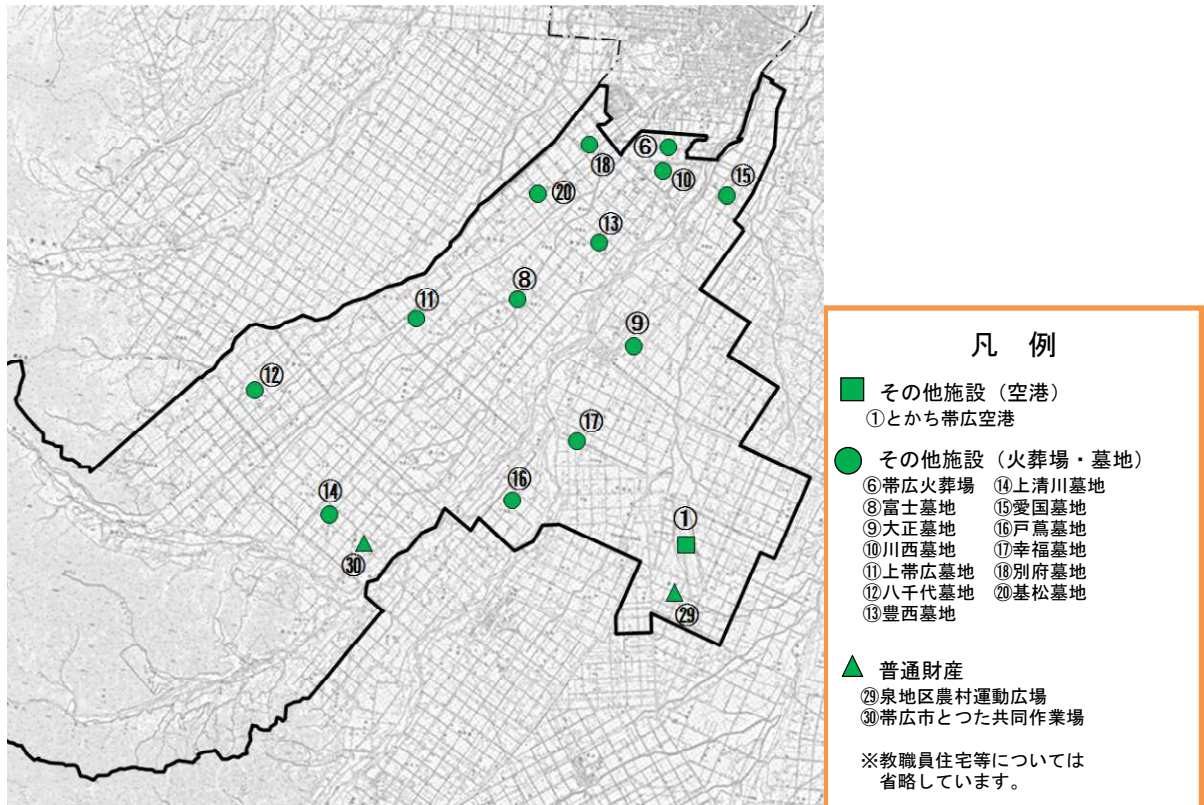 ⑥
⑱
⑩
⑮
⑳
⑬
⑧
⑪
⑨
⑫
⑰
⑯
⑭
①
㉚
㉙
凡 例
その他施設（空港）
①とかち帯広空港
その他施設（火葬場・墓地）
⑥帯広火葬場 ⑭上清川墓地
⑧富士墓地 ⑮愛国墓地
⑨大正墓地 ⑯戸蔦墓地
⑩川西墓地 ⑰幸福墓地
⑪上帯広墓地 ⑱別府墓地
⑫八千代墓地 ⑳基松墓地
⑬豊西墓地
普通財産
㉙泉地区農村運動広場
㉚帯広市とつた共同作業場
※教職員住宅等については
省略しています。